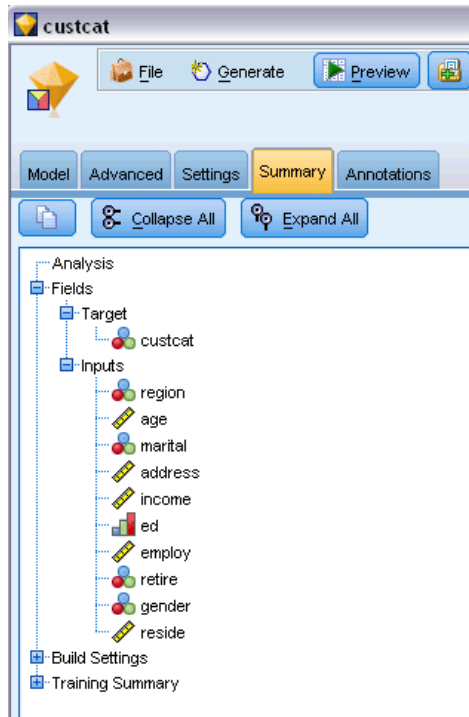 custcat
File Generate Preview
Model Advanced Settings Summary Annotations
Collapse All Expand All
Analysis
Fields
Target
custcat
Inputs
region
age
marital
address
income
ed
employ
retire
gender
reside
Build Settings
Training Summary